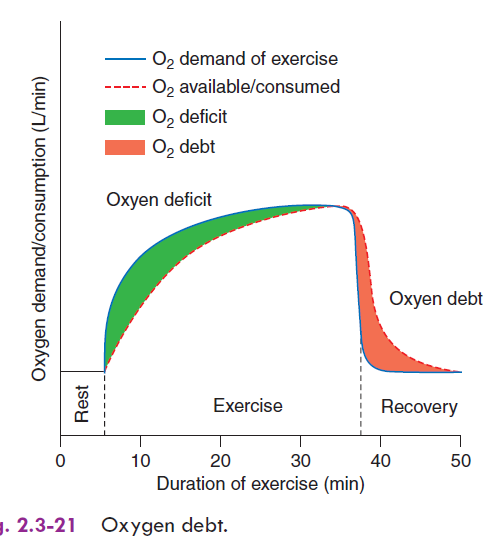 O₂ demand of exercise
O₂ available/consumed
O₂ deficit
O₂ debt
Oxyen deficit
Oxyen debt
Oxygen demand/consumption (L/min)
Rest
Exercise
Recovery
0 10 20 30 40 50
Duration of exercise (min)
g. 2.3-21 Oxygen debt.